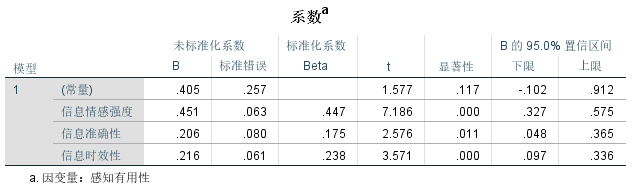 系数a
未标准化系数 标准化系数 B 的 95.0% 置信区间
模型 B 标准错误 Beta t 显著性 下限 上限
1 (常量) .405 .257 1.577 .117 -.102 .912
信息情感强度 .451 .063 .447 7.186 .000 .327 .575
信息准确性 .206 .080 .175 2.576 .011 .048 .365
信息时效性 .216 .061 .238 3.571 .000 .097 .336
a. 因变量：感知有用性